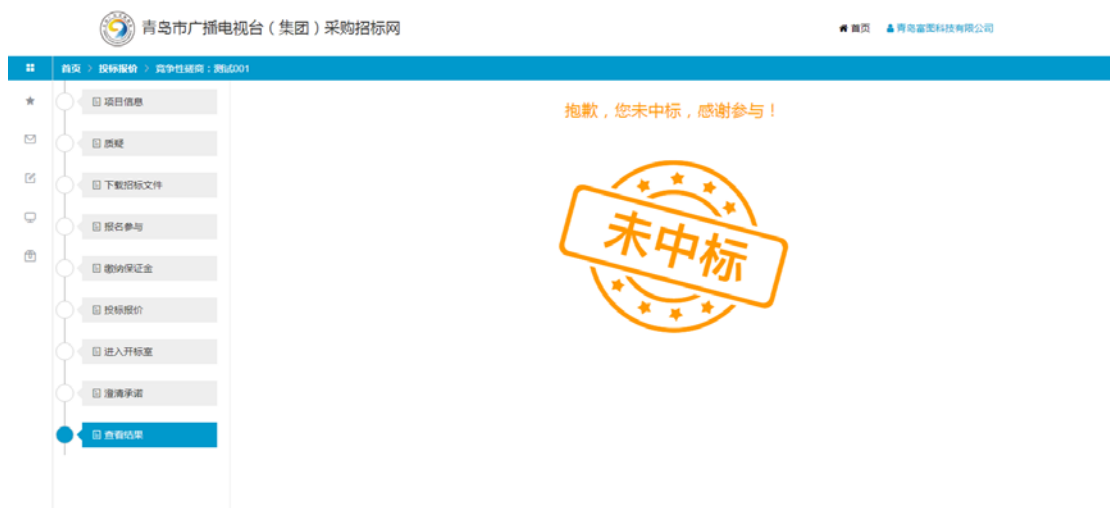 青岛市广播电视台（集团）采购招标网
首页 青岛富图科技有限公司
首页 > 投标报价 > 竞争性磋商：测试001
项目信息
质疑
下载招标文件
报名参与
缴纳保证金
投标报价
进入开标室
澄清承诺
查看结果
抱歉，您未中标，感谢参与！
未中标